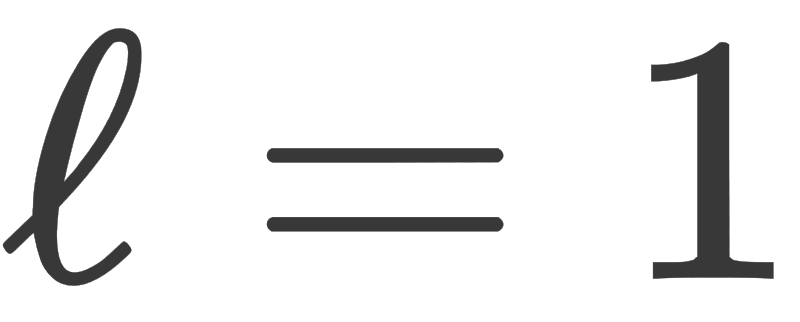 ℓ = 1